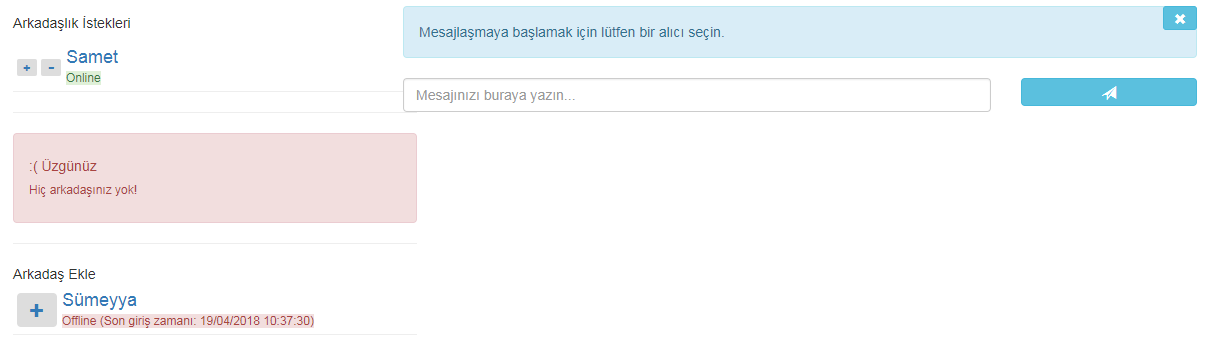 Arkadaşlık İstekleri
Samet
Online
:( Üzgünüz
Hiç arkadaşınız yok!
Arkadaş Ekle
Sümeyya
Offline (Son giriş zamanı: 19/04/2018 10:37:30)
Mesajlaşmaya başlamak için lütfen bir alıcı seçin.
Mesajınızı buraya yazın...